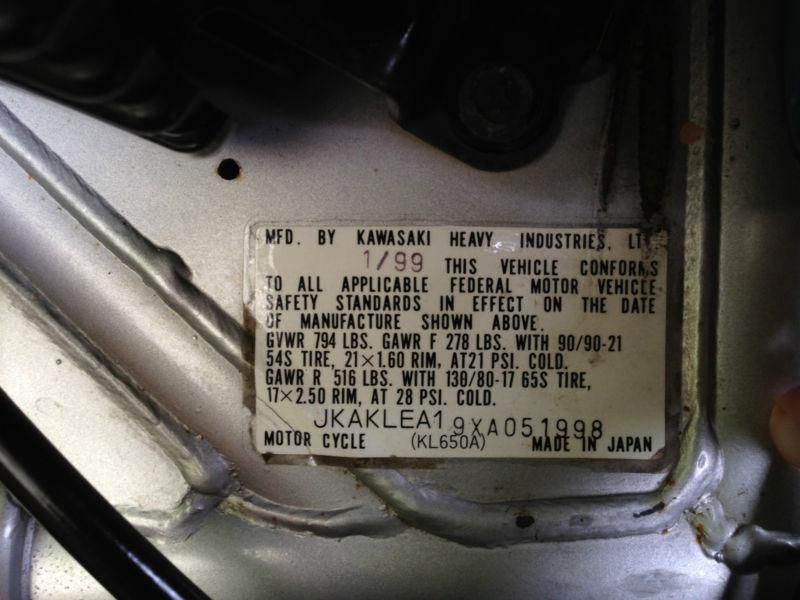 MFD. BY KAWASAKI HEAVY INDUSTRIES, LTD.
1/99 THIS VEHICLE CONFORMS
TO ALL APPLICABLE FEDERAL MOTOR VEHICLE
SAFETY STANDARDS IN EFFECT ON THE DATE
OF MANUFACTURE SHOWN ABOVE.
GVWR 794 LBS. GAWR F 278 LBS. WITH 90/90-21
54S TIRE, 21×1.60 RIM, AT21 PSI. COLD.
GAWR R 516 LBS. WITH 130/80-17 65S TIRE,
17×2.50 RIM, AT 28 PSI. COLD.
JKAKLEA19XA051998
MOTOR CYCLE (KL650A) MADE IN JAPAN